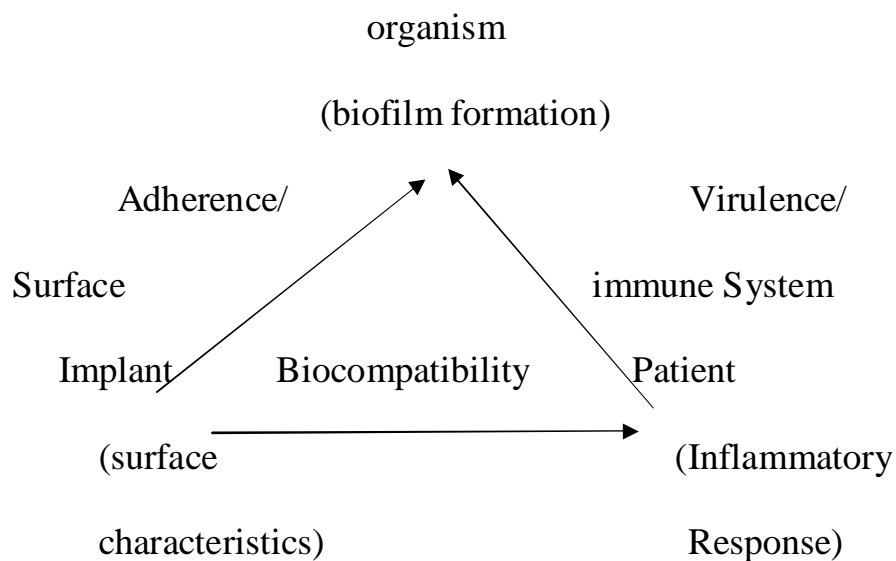 organism
(biofilm formation)
Adherence/ Virulence/
Surface immune System
Implant Biocompatibility Patient
(surface (Inflammatory
characteristics) Response)